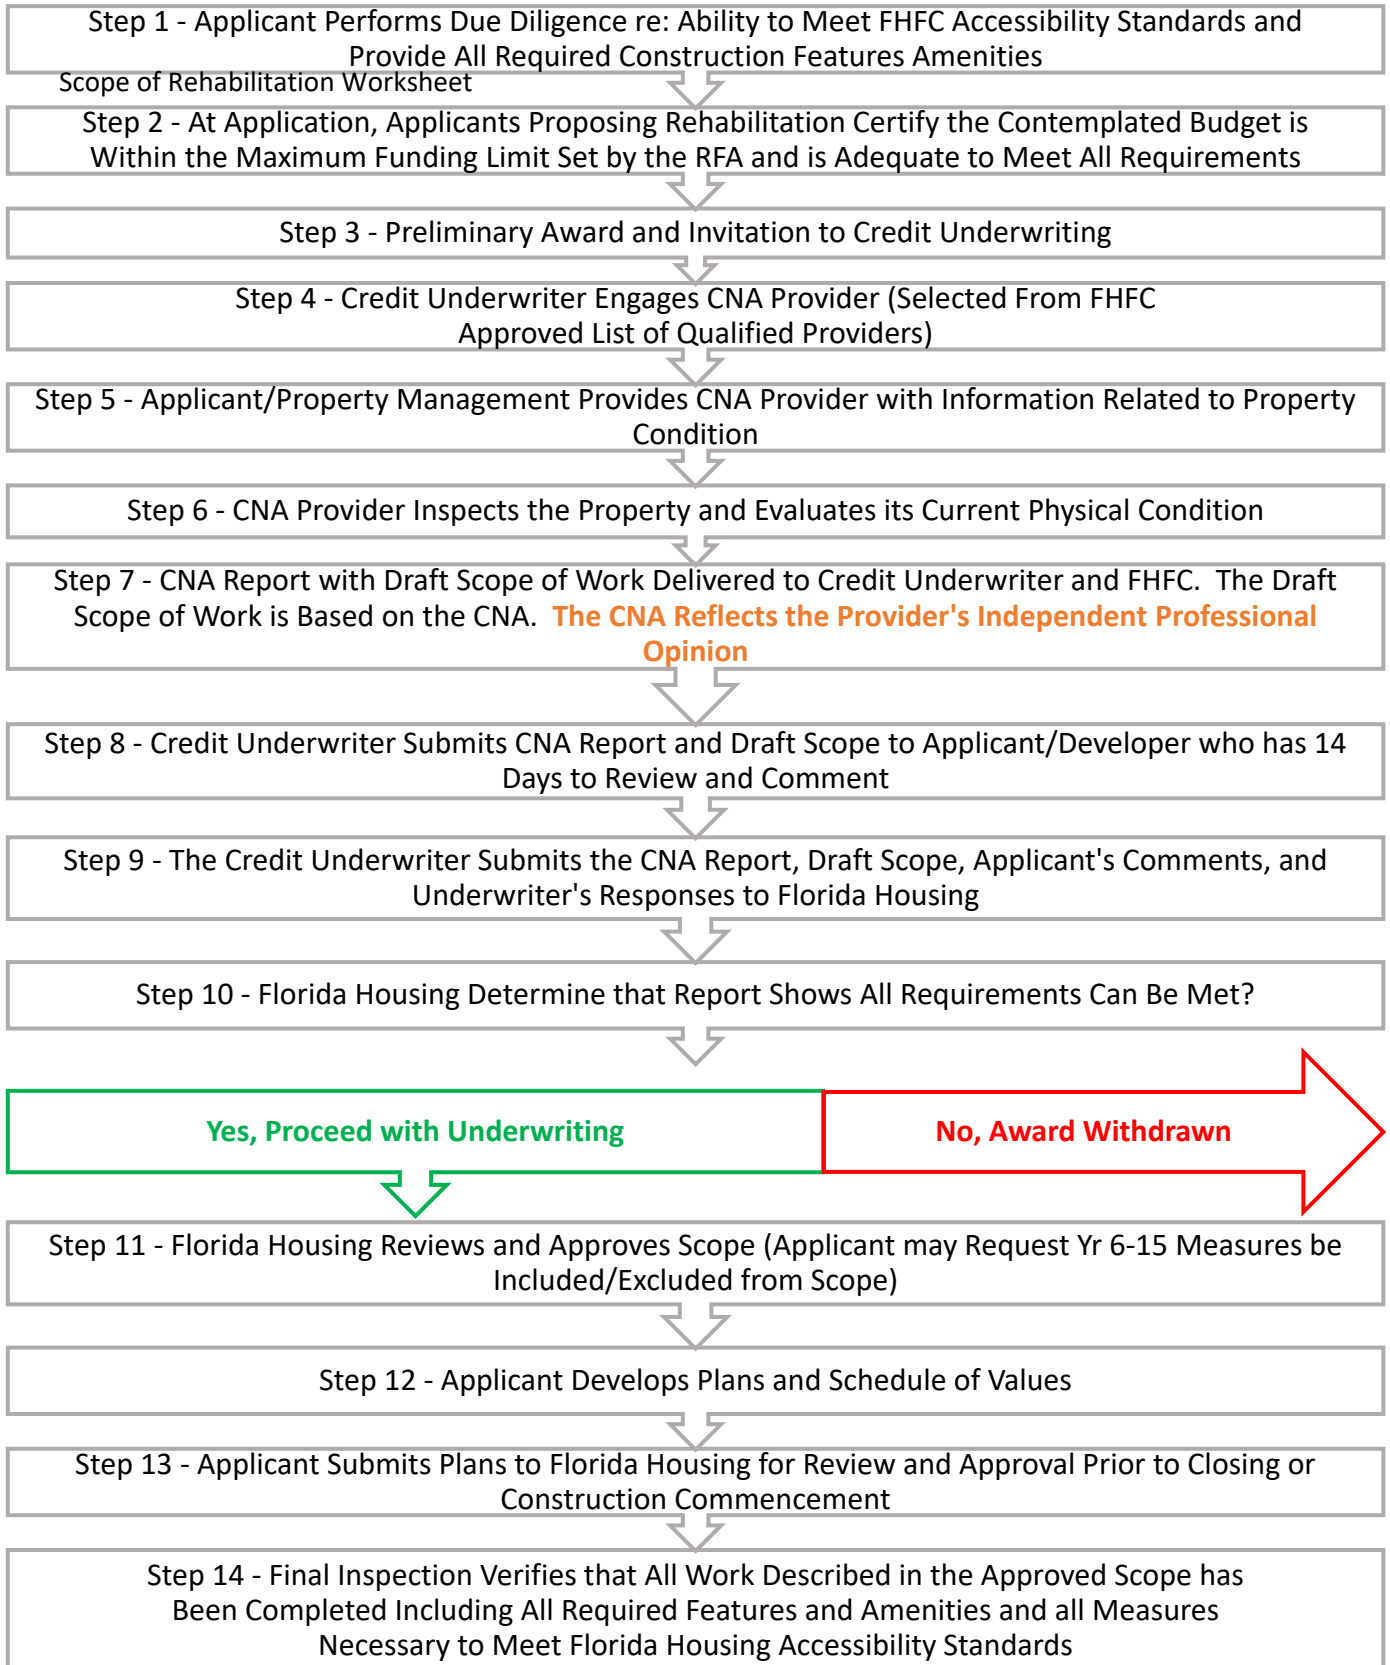 Step 1 - Applicant Performs Due Diligence re: Ability to Meet FHFC Accessibility Standards and
Provide All Required Construction Features Amenities
Scope of Rehabilitation Worksheet
Step 2 - At Application, Applicants Proposing Rehabilitation Certify the Contemplated Budget is
Within the Maximum Funding Limit Set by the RFA and is Adequate to Meet All Requirements
Step 3 - Preliminary Award and Invitation to Credit Underwriting
Step 4 - Credit Underwriter Engages CNA Provider (Selected From FHFC
Approved List of Qualified Providers)
Step 5 - Applicant/Property Management Provides CNA Provider with Information Related to Property
Condition
Step 6 - CNA Provider Inspects the Property and Evaluates its Current Physical Condition
Step 7 - CNA Report with Draft Scope of Work Delivered to Credit Underwriter and FHFC.  The Draft
Scope of Work is Based on the CNA.  The CNA Reflects the Provider's Independent Professional
Opinion
Step 8 - Credit Underwriter Submits CNA Report and Draft Scope to Applicant/Developer who has 14
Days to Review and Comment
Step 9 - The Credit Underwriter Submits the CNA Report, Draft Scope, Applicant's Comments, and
Underwriter's Responses to Florida Housing
Step 10 - Florida Housing Determine that Report Shows All Requirements Can Be Met?
Yes, Proceed with Underwriting
No, Award Withdrawn
Step 11 - Florida Housing Reviews and Approves Scope (Applicant may Request Yr 6-15 Measures be
Included/Excluded from Scope)
Step 12 - Applicant Develops Plans and Schedule of Values
Step 13 - Applicant Submits Plans to Florida Housing for Review and Approval Prior to Closing or
Construction Commencement
Step 14 - Final Inspection Verifies that All Work Described in the Approved Scope has
Been Completed Including All Required Features and Amenities and all Measures
Necessary to Meet Florida Housing Accessibility Standards